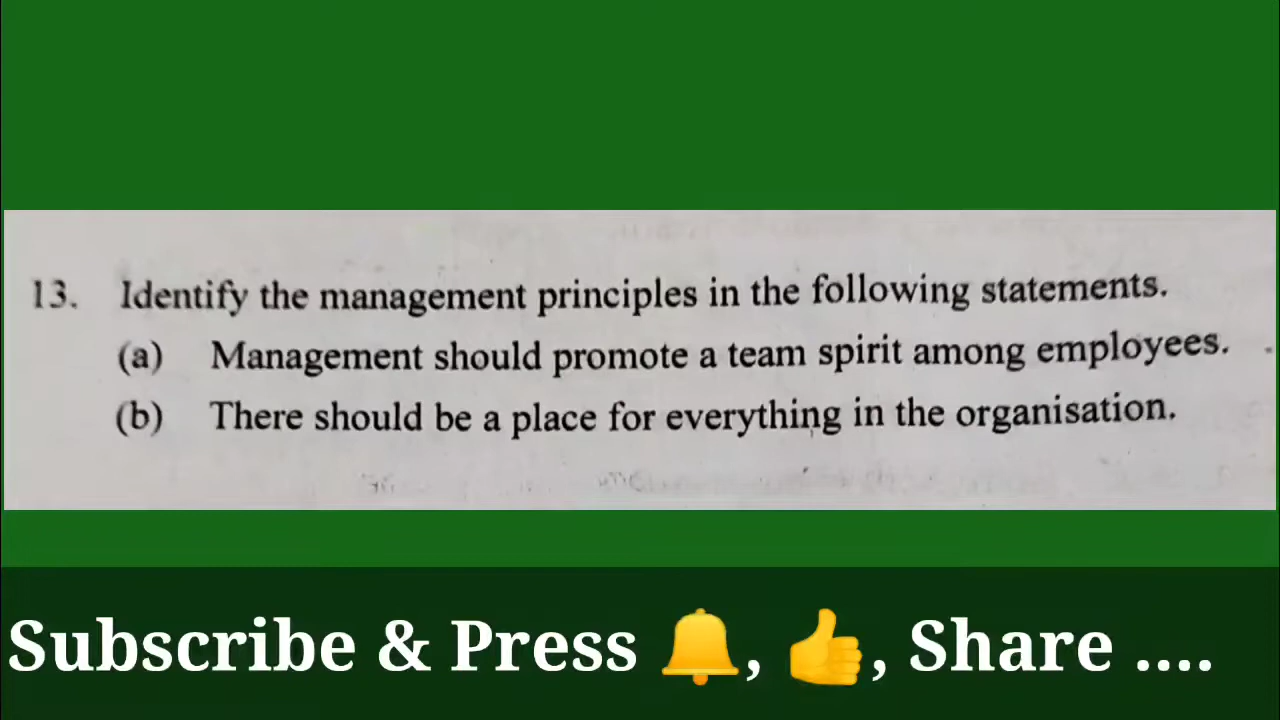 13. Identify the management principles in the following statements.
(a) Management should promote a team spirit among employees.
(b) There should be a place for everything in the organisation.
Subscribe & Press 🔔, 👍, Share ....